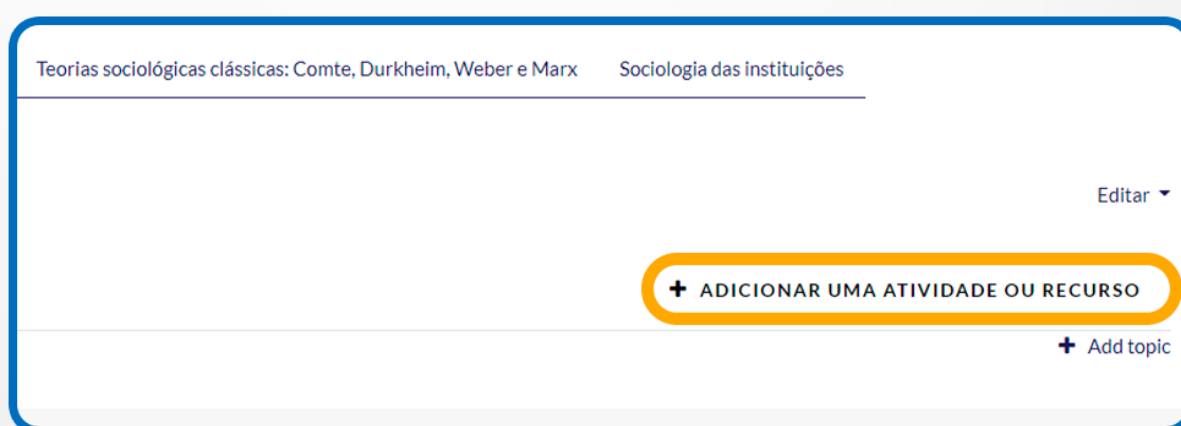 Teorias sociológicas clássicas: Comte, Durkheim, Weber e Marx Sociologia das instituições
Editar
+ ADICIONAR UMA ATIVIDADE OU RECURSO
+ Add topic